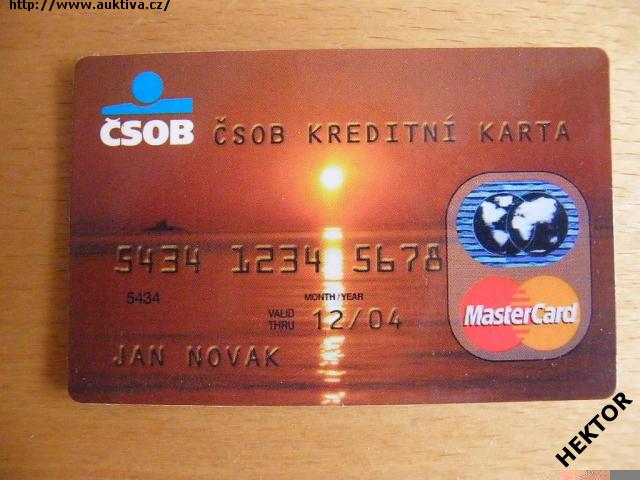 http://www.auktiva.cz/
ČSOB
ČSOB KREDITNÍ KARTA
5434 1234 5678
5434
MONTH/YEAR
VALID
THRU
12/04
MasterCard
JAN NOVAK
HEKTOR